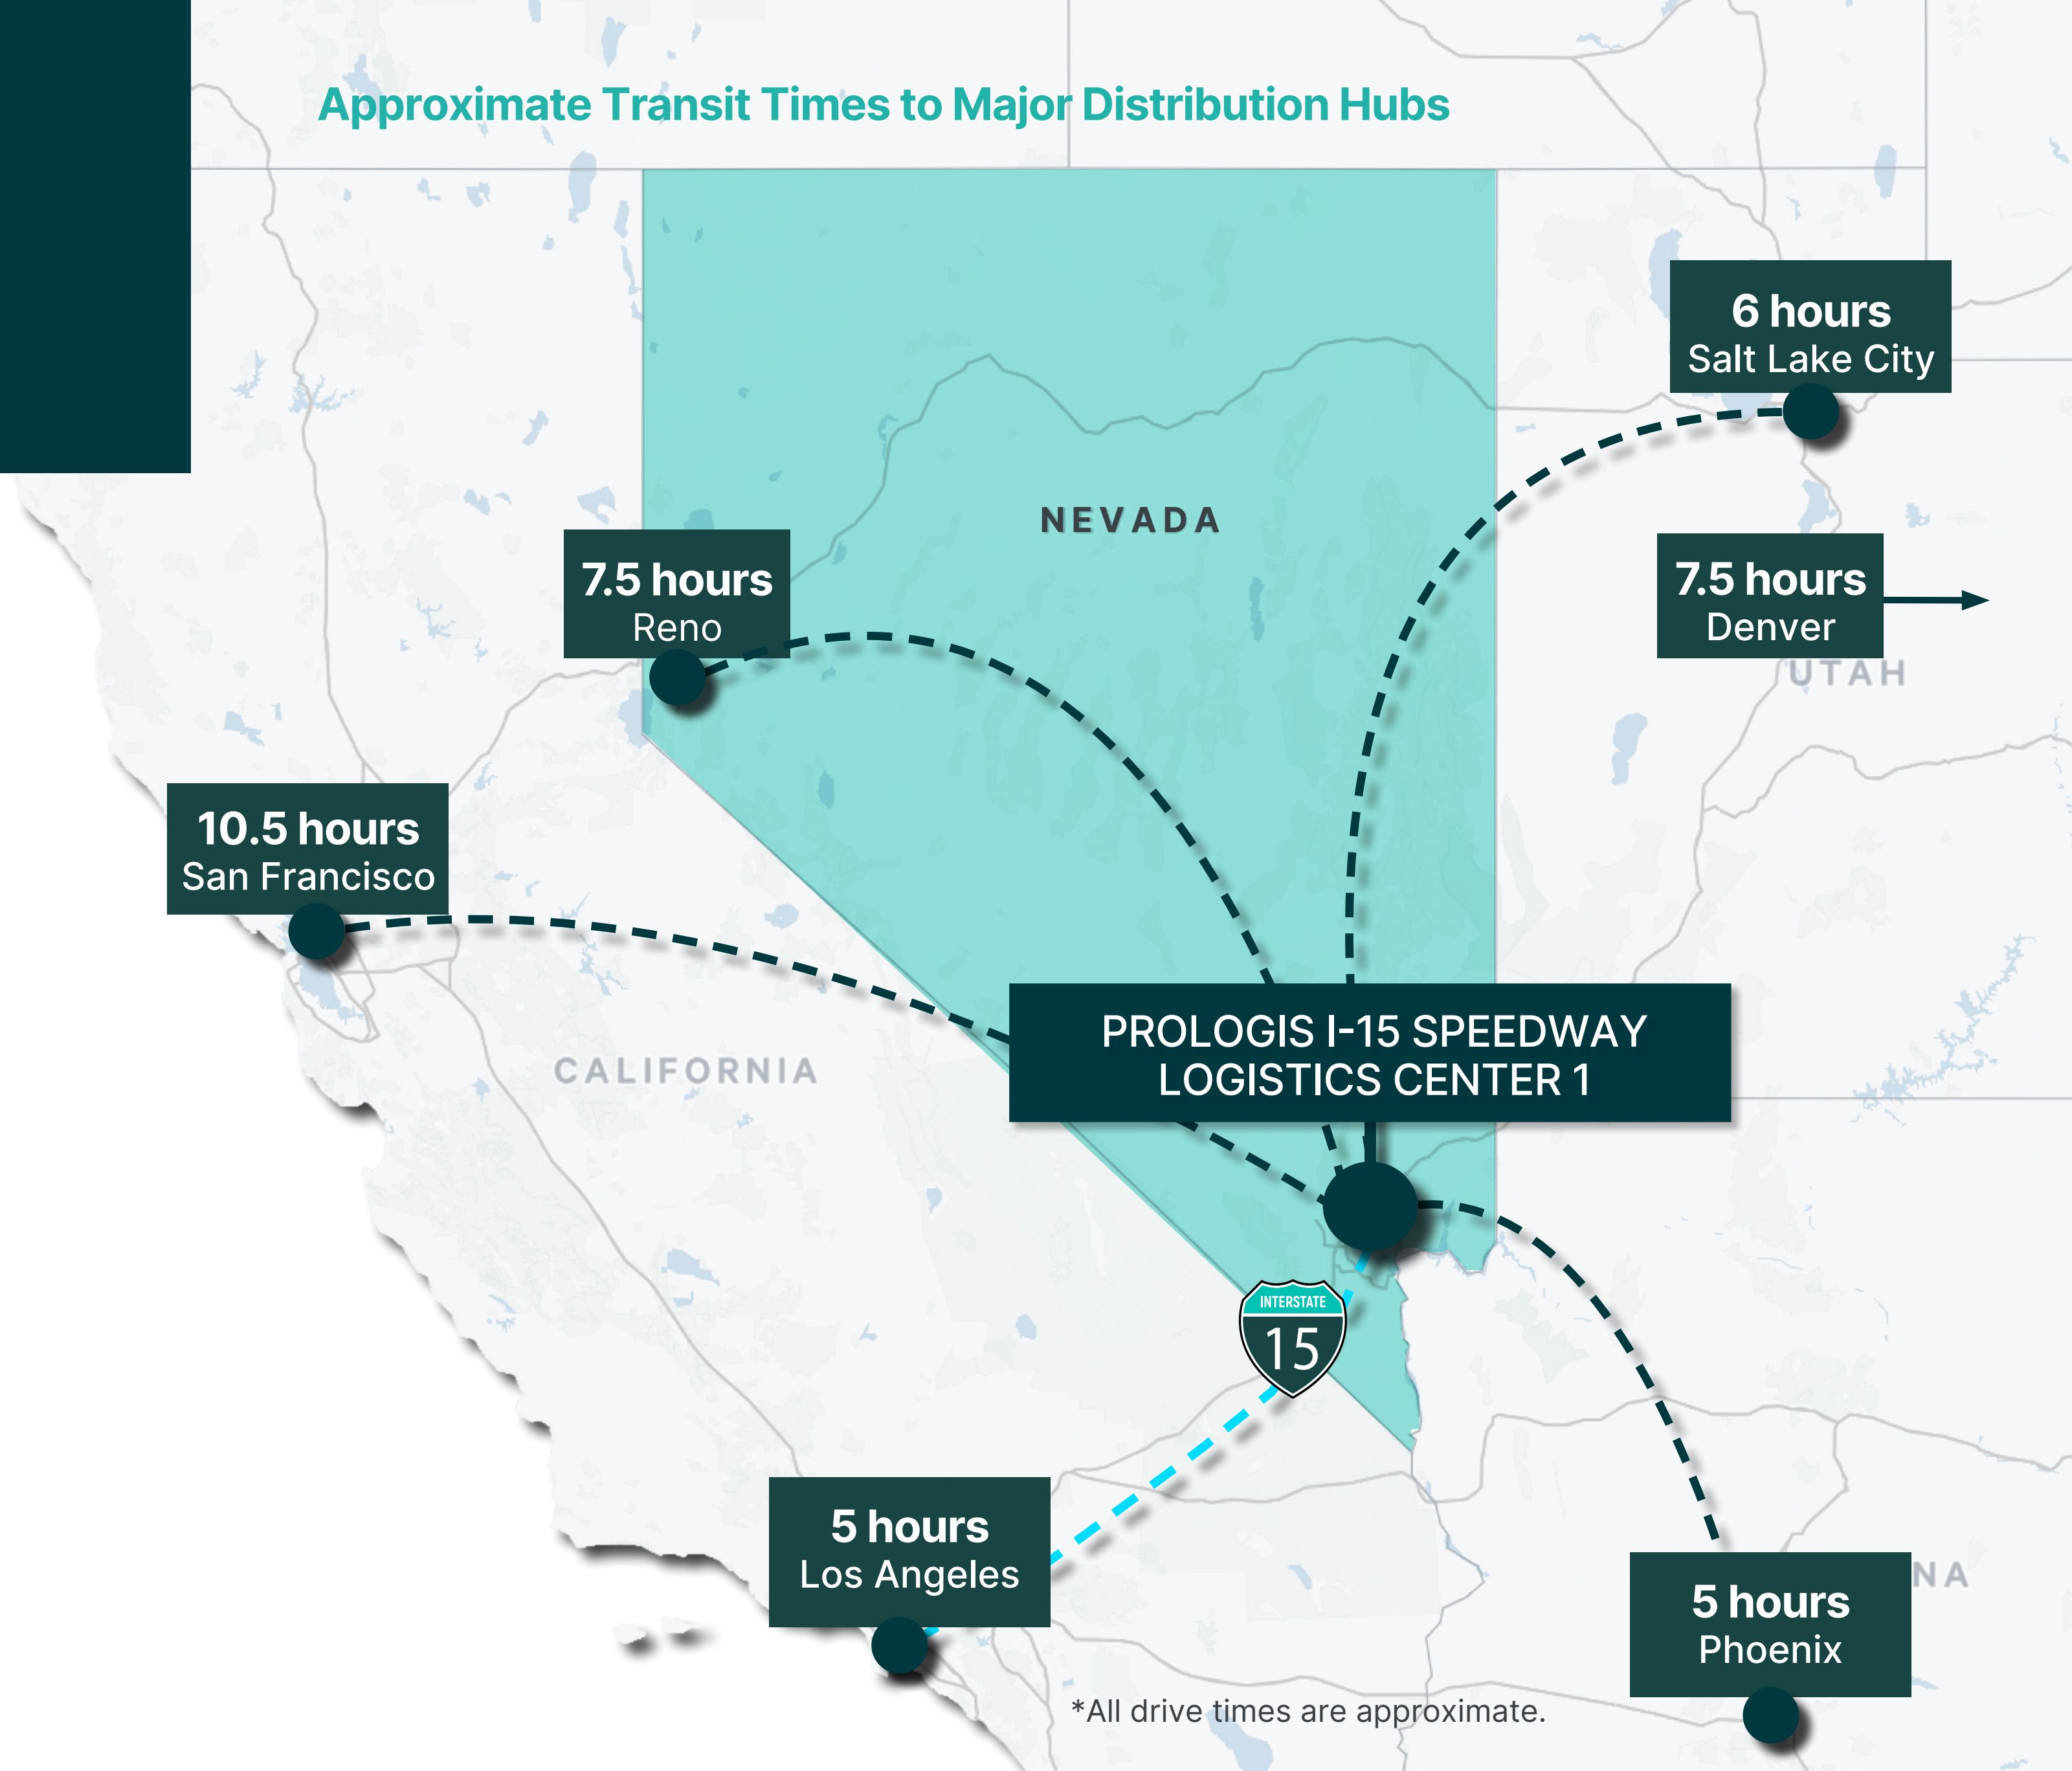 Approximate Transit Times to Major Distribution Hubs
6 hours
Salt Lake City
NEVADA
7.5 hours
Reno
7.5 hours
Denver
UTAH
10.5 hours
San Francisco
PROLOGIS I-15 SPEEDWAY
LOGISTICS CENTER 1
CALIFORNIA
INTERSTATE
15
5 hours
Los Angeles
5 hours
Phoenix
NA
*All drive times are approximate.